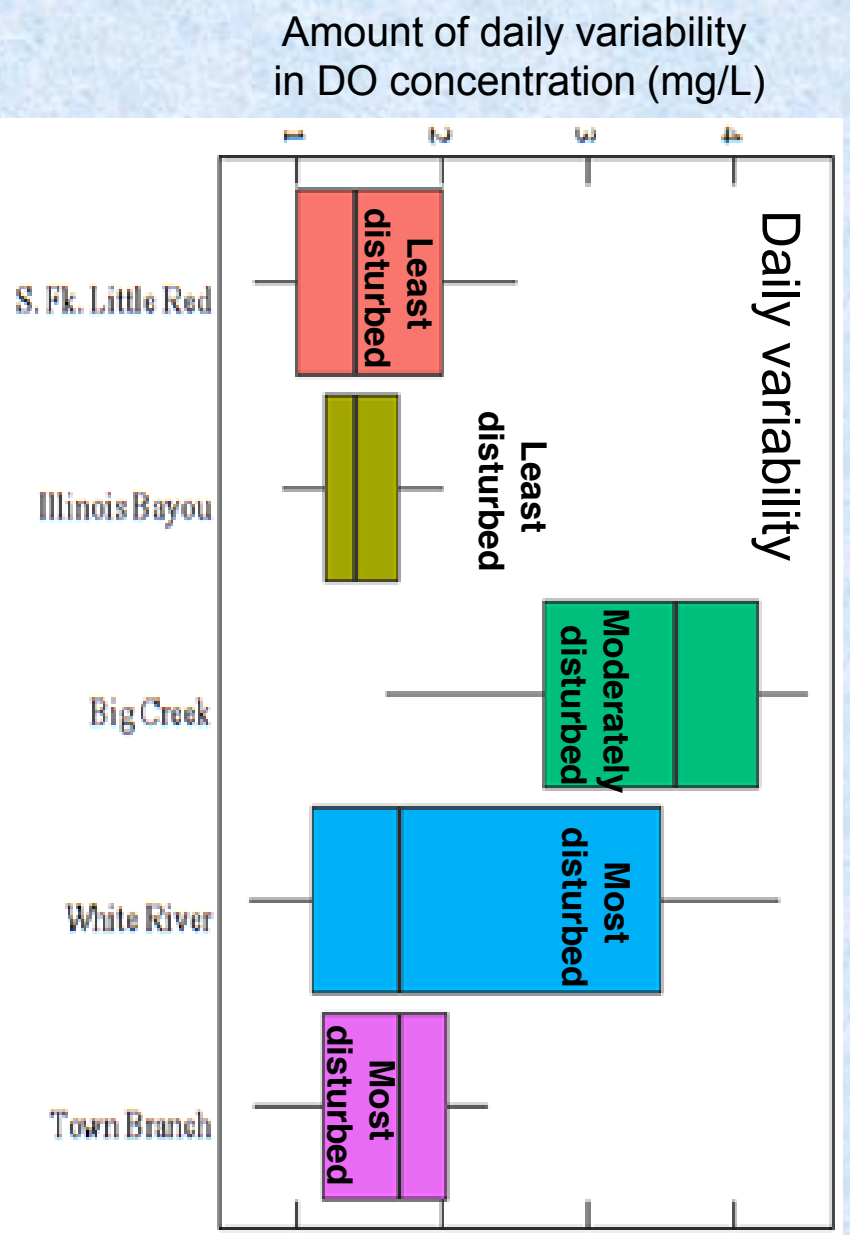 Amount of daily variability
in DO concentration (mg/L)
1
2
3
4
Daily variability
Least
disturbed
Least
disturbed
Moderately
disturbed
Most
disturbed
Most
disturbed
S. Fk. Little Red
Illinois Bayou
Big Creek
White River
Town Branch